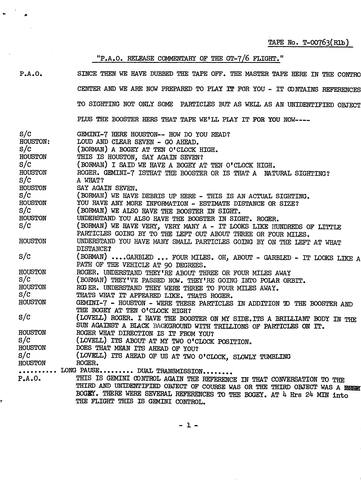 TAPE No. T-00763(R1b)
"P.A.O. RELEASE COMMENTARY OF THE GT-7/6 FLIGHT."
P.A.O. SINCE THEN WE HAVE DUBBED THE TAPE OFF. THE MASTER TAPE HERE IN THE CONTRO
CENTER AND WE ARE NOW PREPARED TO PLAY IT FOR YOU - IT CONTAINS REFERENCES
TO SIGHTING NOT ONLY SOME PARTICLES BUT AS WELL AS AN UNIDENTIFIED OBJECT
PLUS THE BOOSTER HERS THAT TAPE WE'LL PLAY IT FOR YOU NOW----
S/C GEMINI-7 HERE HOUSTON-- HOW DO YOU READ?
HOUSTON: LOUD AND CLEAR SEVEN - GO AHEAD.
S/C (BORMAN) A BOGEY AT TEN O'CLOCK HIGH.
HOUSTON THIS IS HOUSTON, SAY AGAIN SEVEN?
S/C (BORMAN) I SAID WE HAVE A BOGEY AT TEN O'CLOCK HIGH.
HOUSTON ROGER. GEMINI-7 ISTHAT THE BOOSTER OR IS THAT A NATURAL SIGHTING?
S/C A WHAT?
HOUSTON SAY AGAIN SEVEN.
S/C (BORMAN) WE HAVE DEBRIS UP HERE - THIS IS AN ACTUAL SIGHTING.
HOUSTON YOU HAVE ANY MORE INFORMATION - ESTIMATE DISTANCE OR SIZE?
S/C (BORMAN) WE ALSO HAVE THE BOOSTER IN SIGHT.
HOUSTON UNDERSTAND YOU ALSO HAVE THE BOOSTER IN SIGHT. ROGER.
S/C (BORMAN) WE HAVE VERY, VERY MANY A - IT LOOKS LIKE HUNDREDS OF LITTLE
PARTICLES GOING BY TO THE LEFT OUT ABOUT THREE OR FOUR MILES.
HOUSTON UNDERSTAND YOU HAVE MANY SMALL PARTICLES GOING BY ON THE LEFT AT WHAT
DISTANCE?
S/C (BORMAN) ....GARBLED ... FOUR MILES. OH, ABOUT - GARBLED - IT LOOKS LIKE A
PATH OF THE VEHICLE AT 90 DEGREES.
HOUSTON ROGER. UNDERSTAND THEY'RE ABOUT THREE OR FOUR MILES AWAY
S/C (BORMAN) THEY'VE PASSED NOW. THEY'RE GOING INTO POLAR ORBIT.
HOUSTON ROGER. UNDERSTAND THEY WERE THREE TO FOUR MILES AWAY.
S/C THATS WHAT IT APPEARED LIKE. THATS ROGER.
HOUSTON GEMINI-7 - HOUSTON - WERE THESE PARTICLES IN ADDITION TO THE BOOSTER AND
THE BOGEY AT TEN O'CLOCK HIGH?
S/C (LOVELL) ROGER. I HAVE THE BOOSTER ON MY SIDE.ITS A BRILLIANT BODY IN THE
SUN AGAINST A BLACK BACKGROUND WITH TRILLIONS OF PARTICLES ON IT.
HOUSTON ROGER WHAT DIRECTION IS IT FROM YOU?
S/C (LOVELL) ITS ABOUT AT MY TWO O'CLOCK POSITION.
HOUSTON DOES THAT MEAN ITS AHEAD OF YOU?
S/C (LOVELL) ITS AHEAD OF US AT TWO O'CLOCK, SLOWLY TUMBLING
HOUSTON ROGER.
.......... LONG PAUSE......... DUAL TRANSMISSION........
P.A.O. THIS IS GEMINI CONTROL AGAIN THE REFERENCE IN THAT CONVERSATION TO THE
THIRD AND UNIDENTIFIED OBJECT OF COURSE WAS OR THE THIRD OBJECT WAS A
BOGEY. THERE WERE SEVERAL REFERENCES TO THE BOGEY. AT 4 Hrs 24 MIN into
THE FLIGHT THIS IS GEMINI CONTROL.
- 1 -